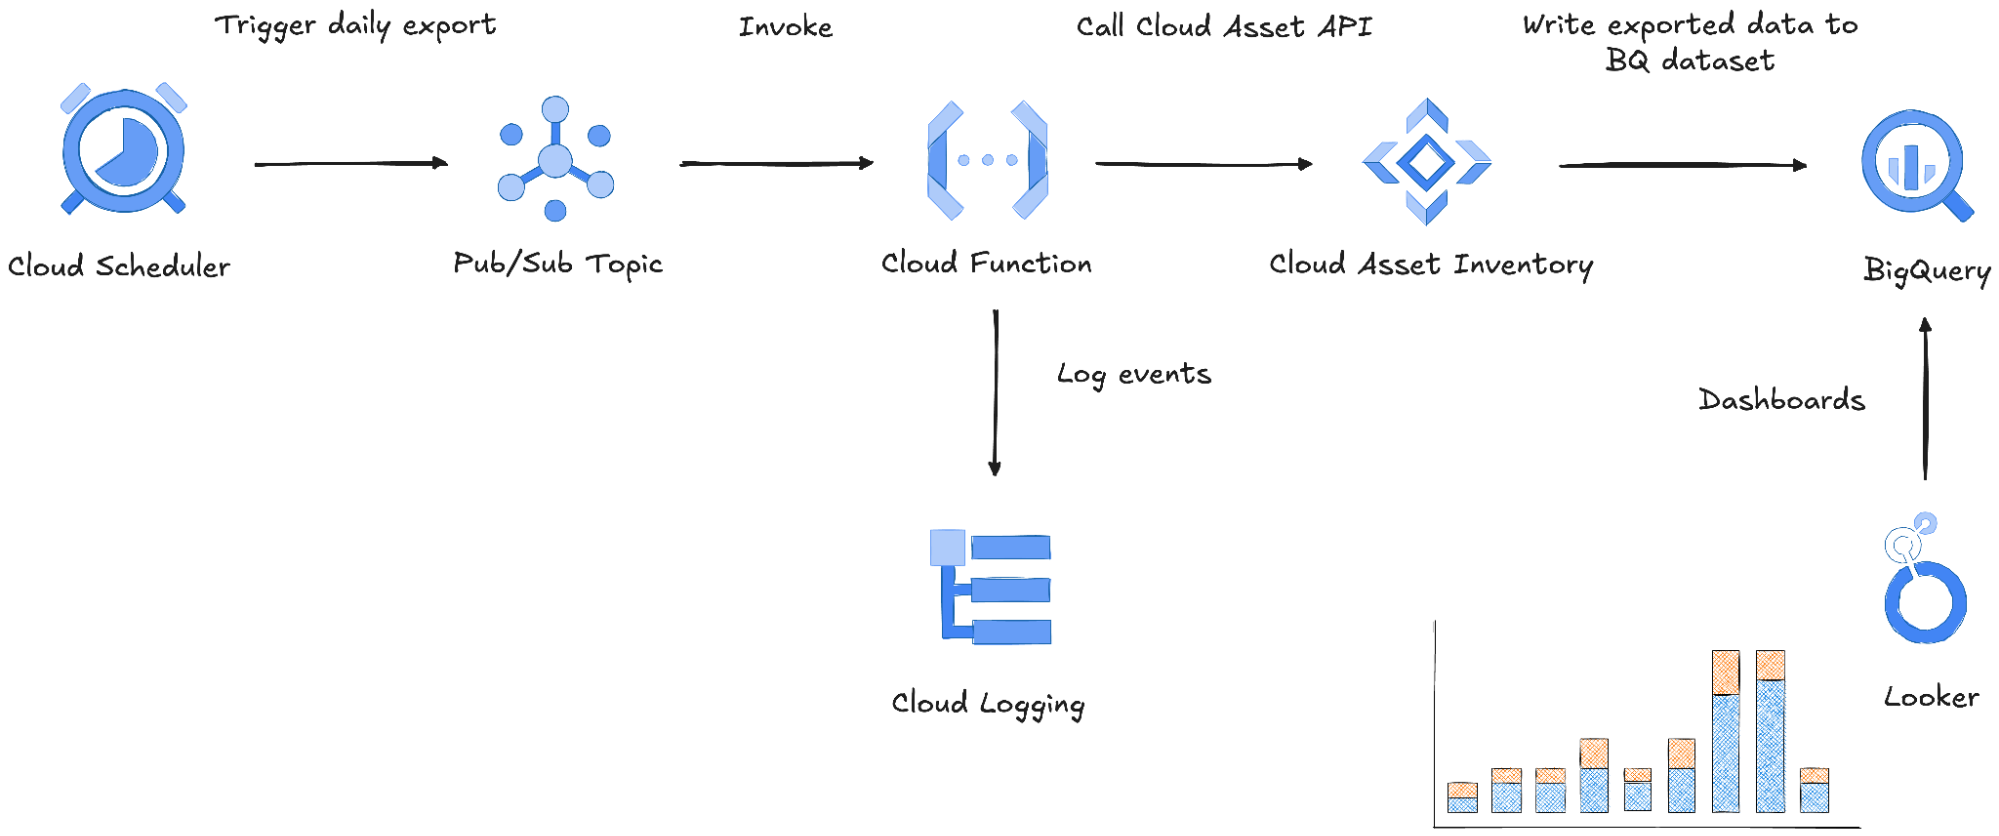 Trigger daily export
Invoke
Call Cloud Asset API
Write exported data to
BQ dataset
Cloud Scheduler
Pub/Sub Topic
Cloud Function
Cloud Asset Inventory
BigQuery
Log events
Dashboards
Cloud Logging
Looker